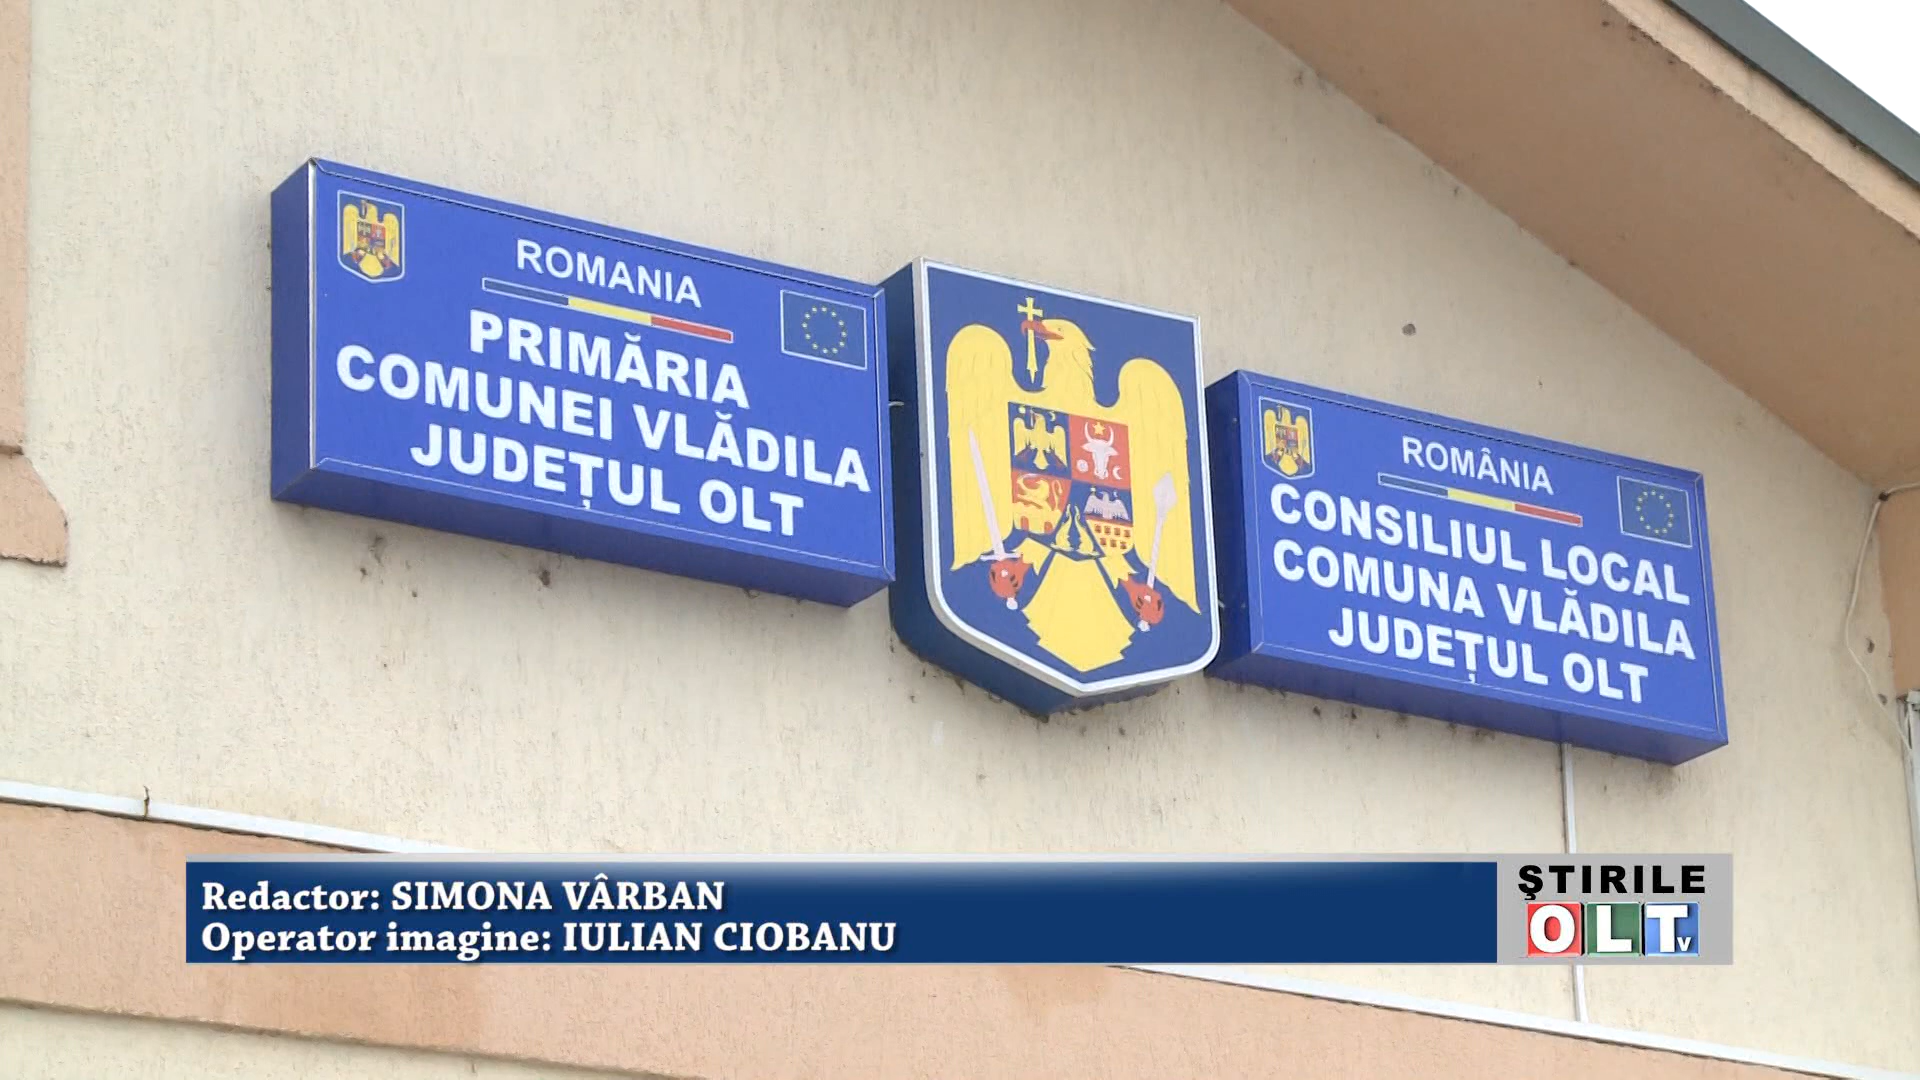 ROMANIA
PRIMĂRIA
COMUNEI VLĂDILA
JUDEȚUL OLT
ROMÂNIA
CONSILIUL LOCAL
COMUNA VLĂDILA
JUDEȚUL OLT
Redactor: SIMONA VÂRBAN
Operator imagine: IULIAN CIOBANU
ŞTIRILE
OLTv